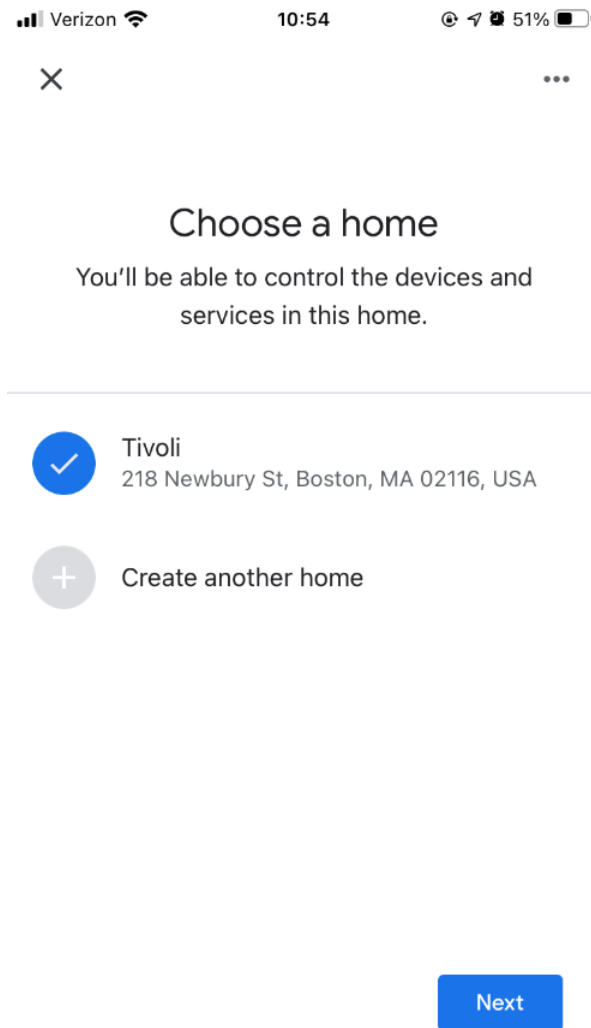 Verizon 10:54 51%
Choose a home
You'll be able to control the devices and
services in this home.
Tivoli
218 Newbury St, Boston, MA 02116, USA
Create another home
Next